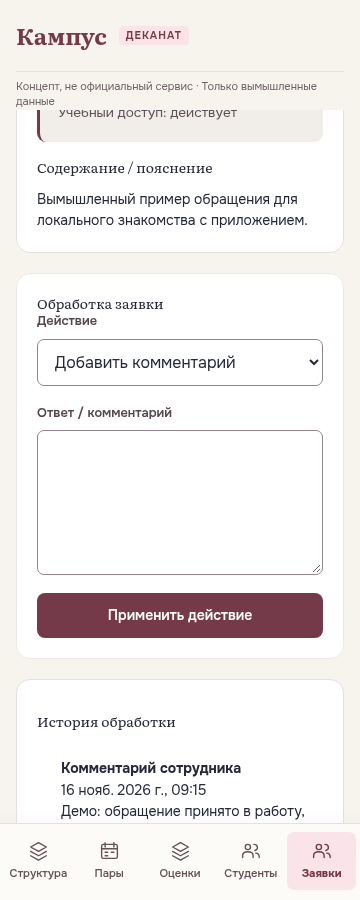 Кампус
ДЕКАНАТ
Концепт, не официальный сервис · Только вымышленные
данные
Учебный доступ: действует
Содержание / пояснение
Вымышленный пример обращения для
локального знакомства с приложением.
Обработка заявки
Действие
Добавить комментарий
Ответ / комментарий
Применить действие
История обработки
Комментарий сотрудника
16 нояб. 2026 г., 09:15
Демо: обращение принято в работу,
Структура
Пары
Оценки
Студенты
Заявки